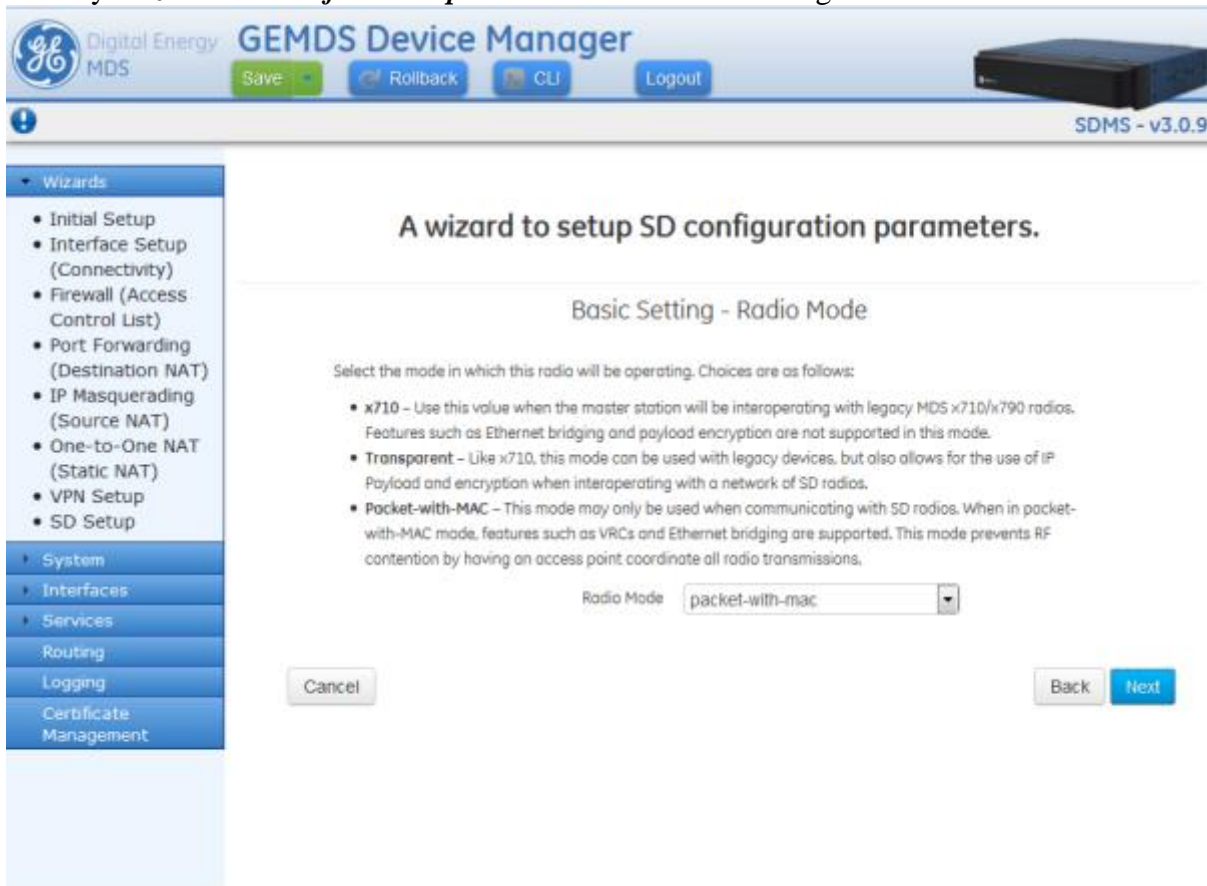 Digital Energy
MDS
GEMDS Device Manager
Save
Rollback
CLI
Logout
SDMS - v3.0.9
Wizards
• Initial Setup
• Interface Setup
(Connectivity)
• Firewall (Access
Control List)
• Port Forwarding
(Destination NAT)
• IP Masquerading
(Source NAT)
• One-to-One NAT
(Static NAT)
• VPN Setup
• SD Setup
System
Interfaces
Services
Routing
Logging
Certificate
Management
A wizard to setup SD configuration parameters.
Basic Setting - Radio Mode
Select the mode in which this radio will be operating. Choices are as follows:
• x710 – Use this value when the master station will be interoperating with legacy MDS x710/x790 radios.
Features such as Ethernet bridging and payload encryption are not supported in this mode.
• Transparent – Like x710, this mode can be used with legacy devices, but also allows for the use of IP
Payload and encryption when interoperating with a network of SD radios.
• Packet-with-MAC – This mode may only be used when communicating with SD radios. When in packet-
with-MAC mode, features such as VRCs and Ethernet bridging are supported. This mode prevents RF
contention by having an access point coordinate all radio transmissions.
Radio Mode packet-with-mac
Cancel
Back
Next